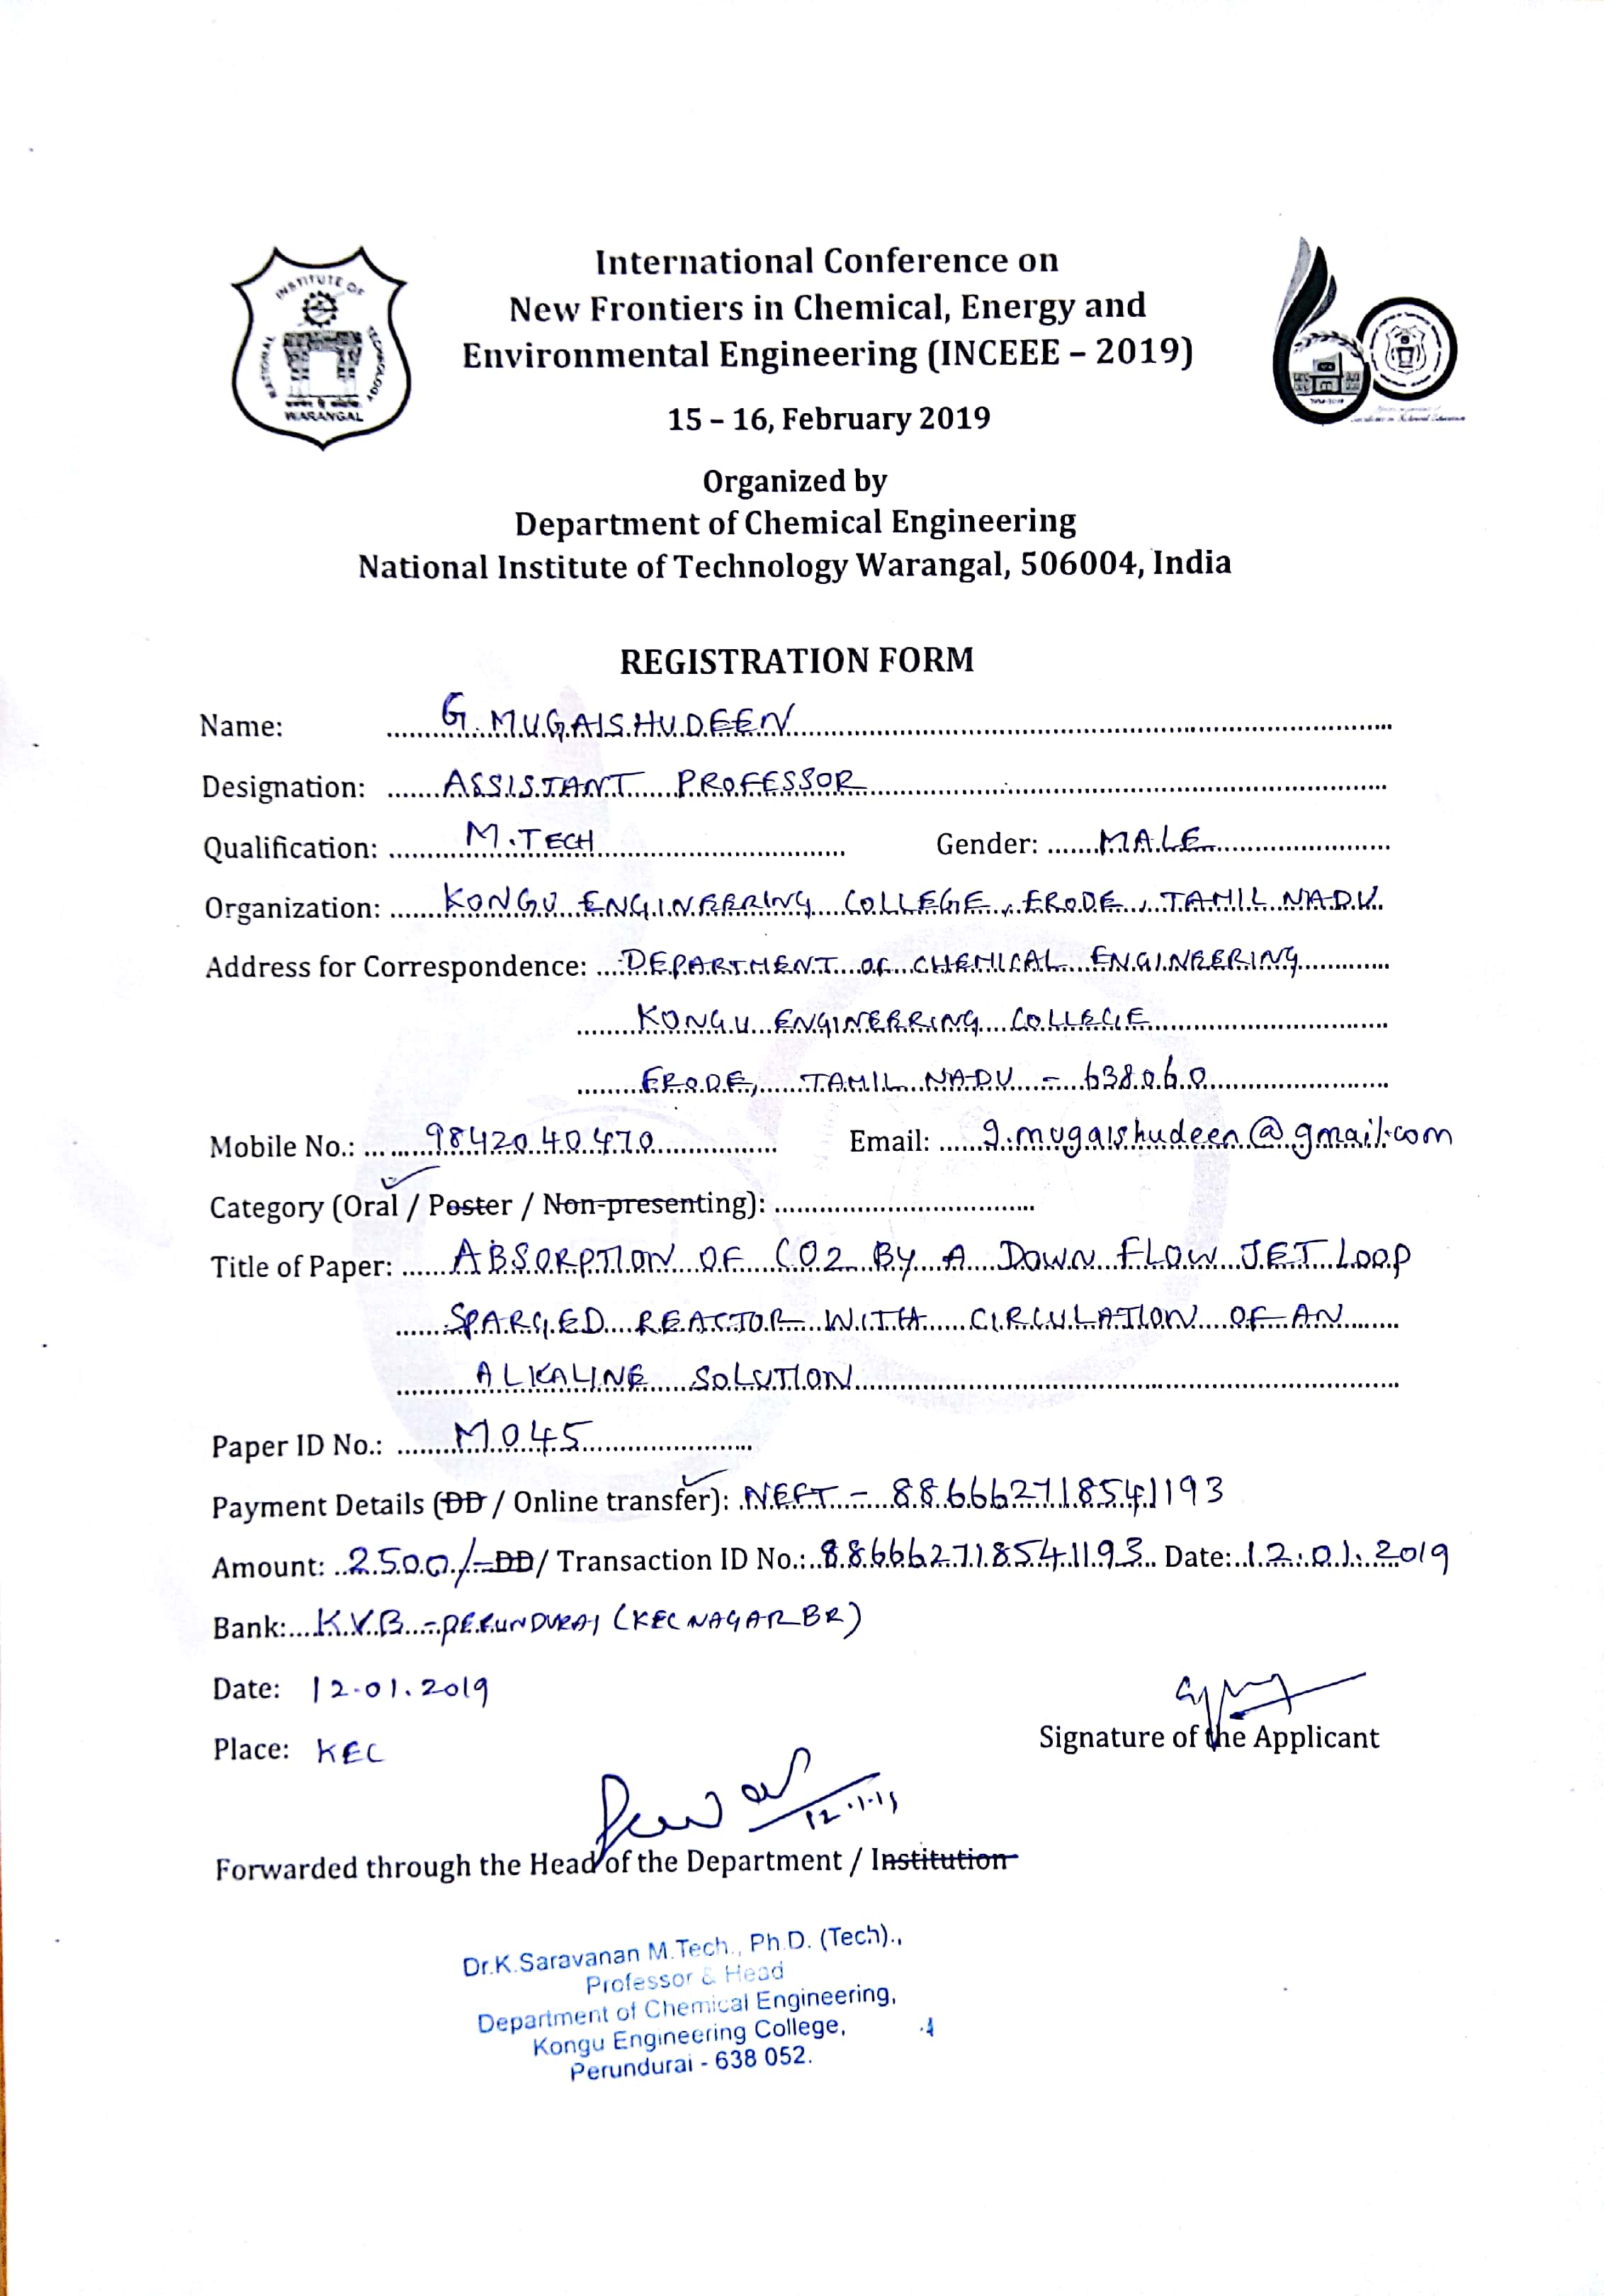 INSTITUTE OF
NATIONAL
TECHNOLOGY
WARANGAL
International Conference on
New Frontiers in Chemical, Energy and
Environmental Engineering (INCEEE – 2019)
15 – 16, February 2019
Organized by
Department of Chemical Engineering
National Institute of Technology Warangal, 506004, India
REGISTRATION FORM
Name: G. MUGAISHUDEEN
Designation: ASSISTANT PROFESSOR
Qualification: M.TECH Gender: MALE
Organization: KONGU ENGINEERING COLLEGE, ERODE, TAMIL NADU.
Address for Correspondence: DEPARTMENT OF CHEMICAL ENGINEERING
KONGU ENGINEERING COLLEGE
ERODE, TAMIL NADU - 638060
Mobile No.: 9842040470 Email: g.mugaishudeen@gmail.com
Category (Oral / Poster / Non-presenting):
Title of Paper: ABSORPTION OF CO2 BY A DOWN FLOW JET LOOP
SPARGED REACTOR WITH CIRCULATION OF AN
ALKALINE SOLUTION
Paper ID No.: M045
Payment Details (DD / Online transfer): NEFT - 886662718541193
Amount: 2500/- DD / Transaction ID No.: 886662718541193 Date: 12.01.2019
Bank: KVB - PERUNDURAI (KEC NAGAR BR)
Date: 12.01.2019
Place: KEC
Signature of the Applicant
12.1.19
Forwarded through the Head of the Department / Institution
Dr.K.Saravanan M.Tech., Ph.D. (Tech).,
Professor & Head
Department of Chemical Engineering,
Kongu Engineering College,
Perundurai - 638 052.